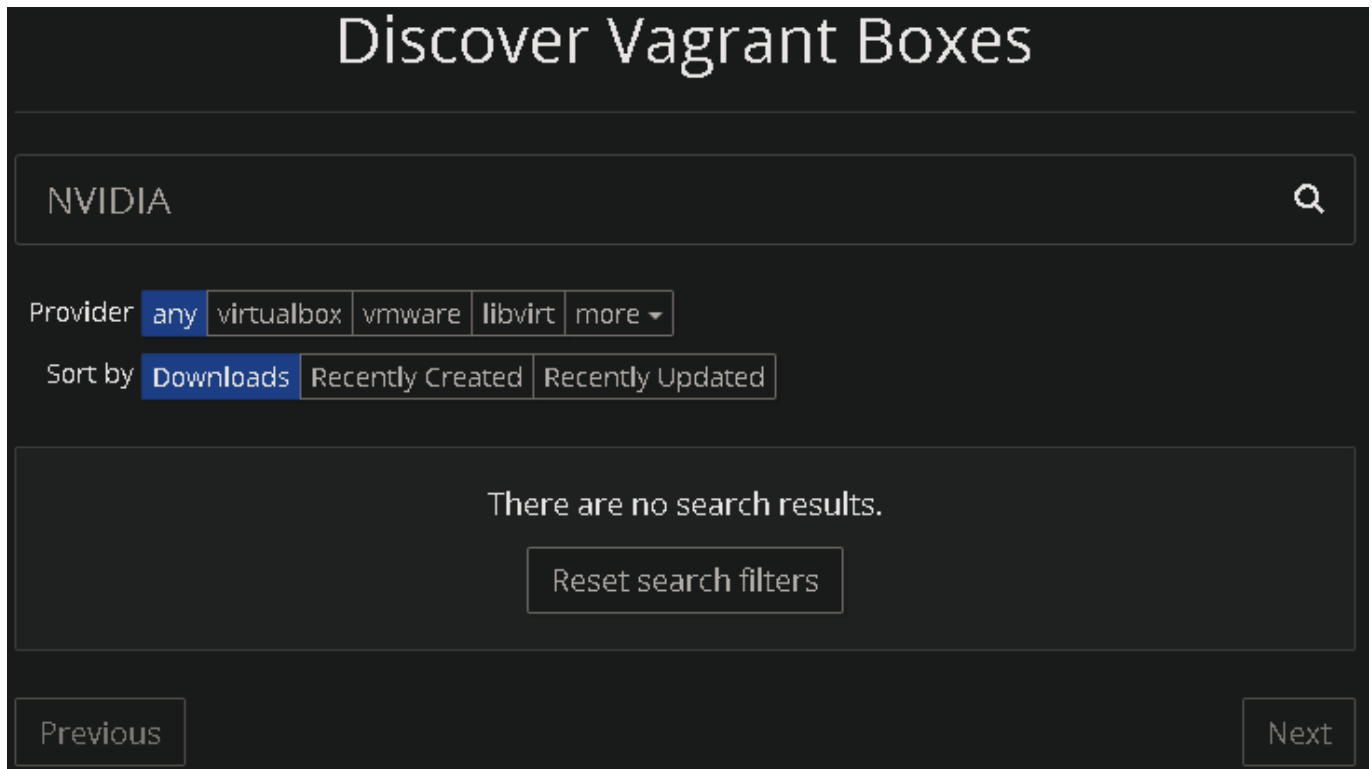 Discover Vagrant Boxes
NVIDIA
Provider any virtualbox vmware libvirt more
Sort by Downloads Recently Created Recently Updated
There are no search results.
Reset search filters
Previous Next